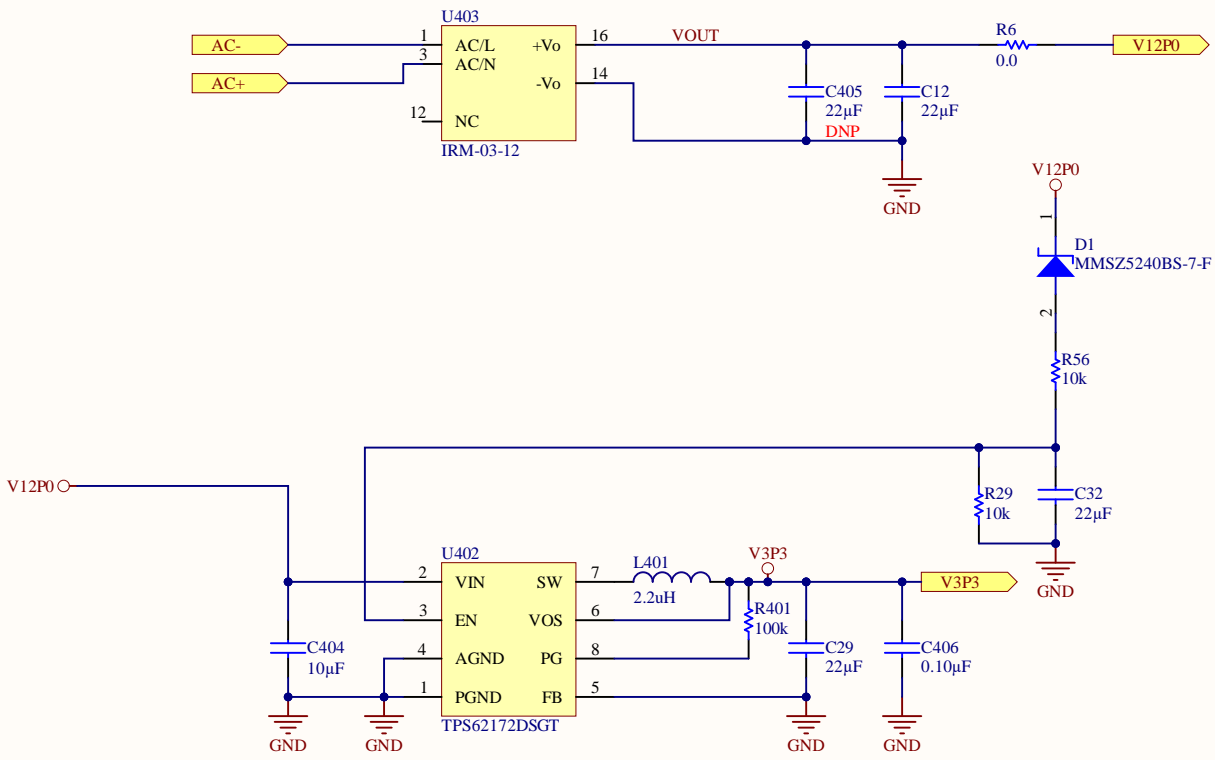 U403
AC-
1
AC/L
+Vo
16
VOUT
R6
0.0
V12P0
AC+
3
AC/N
-Vo
14
C405
22µF
C12
22µF
12
NC
DNP
IRM-03-12
GND
V12P0
1
D1
MMSZ5240BS-7-F
2
R56
10k
V12P0
R29
10k
C32
22µF
GND
U402
2
VIN
SW
7
L401
2.2uH
V3P3
V3P3
3
EN
VOS
6
R401
100k
C404
10µF
4
AGND
PG
8
C29
22µF
C406
0.10µF
1
PGND
FB
5
TPS62172DSGT
GND
GND
GND
GND